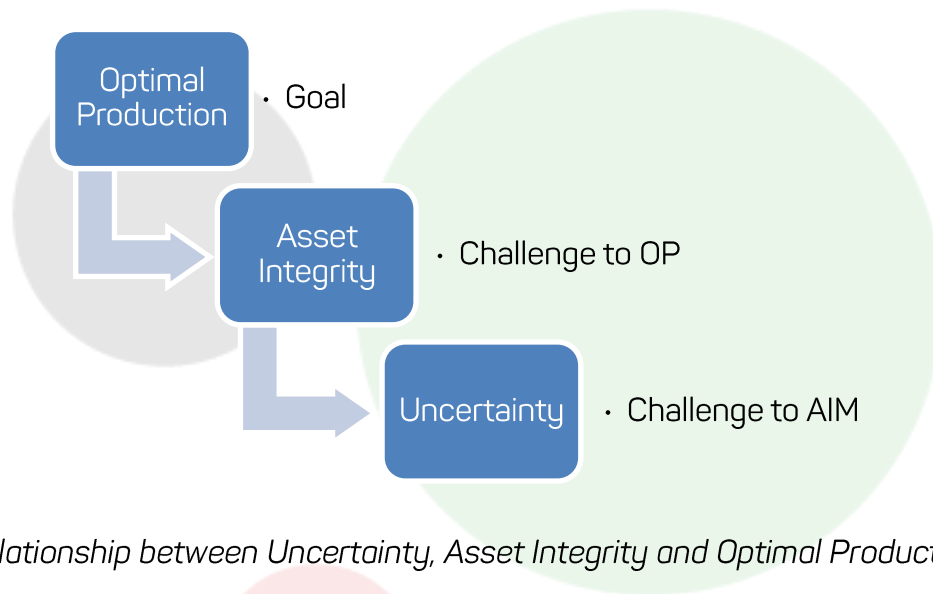 Optimal
Production
• Goal
Asset
Integrity
• Challenge to OP
Uncertainty
• Challenge to AIM
lationship between Uncertainty, Asset Integrity and Optimal Product